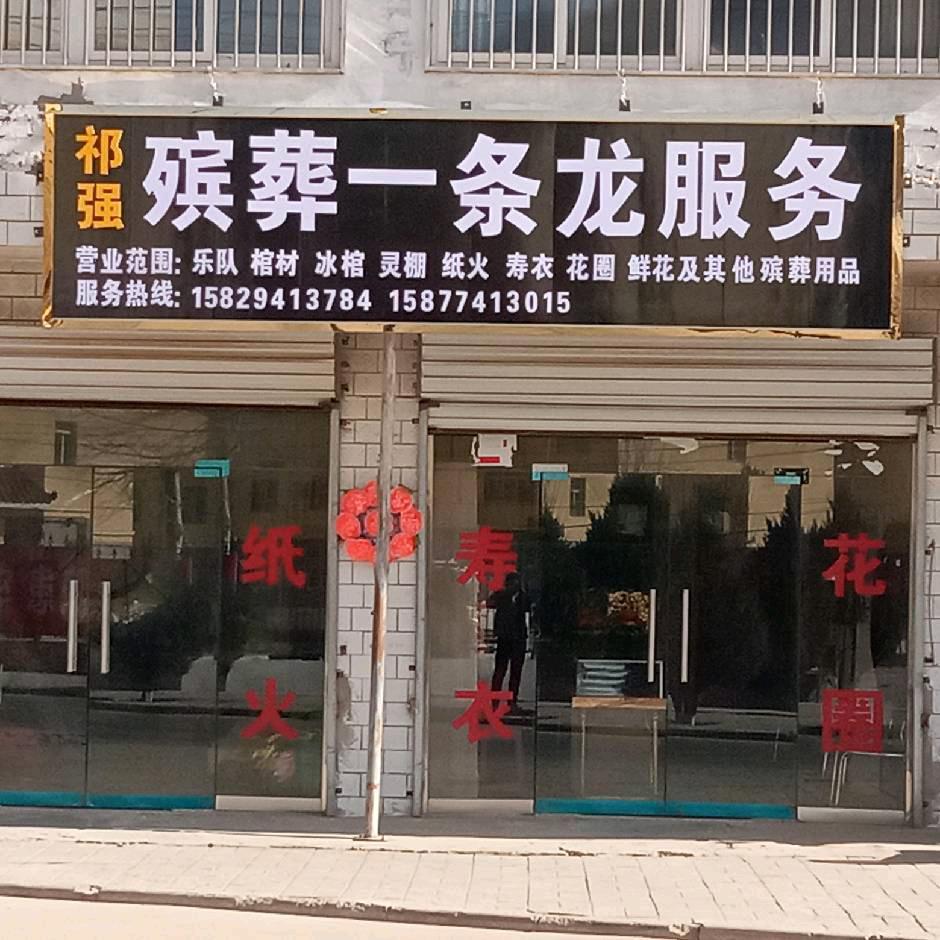 祁强
殡葬一条龙服务
营业范围: 乐队 棺材 冰棺 灵棚 纸火 寿衣 花圈 鲜花及其他殡葬用品
服务热线: 15829413784 15877413015
纸火
寿衣
花圈